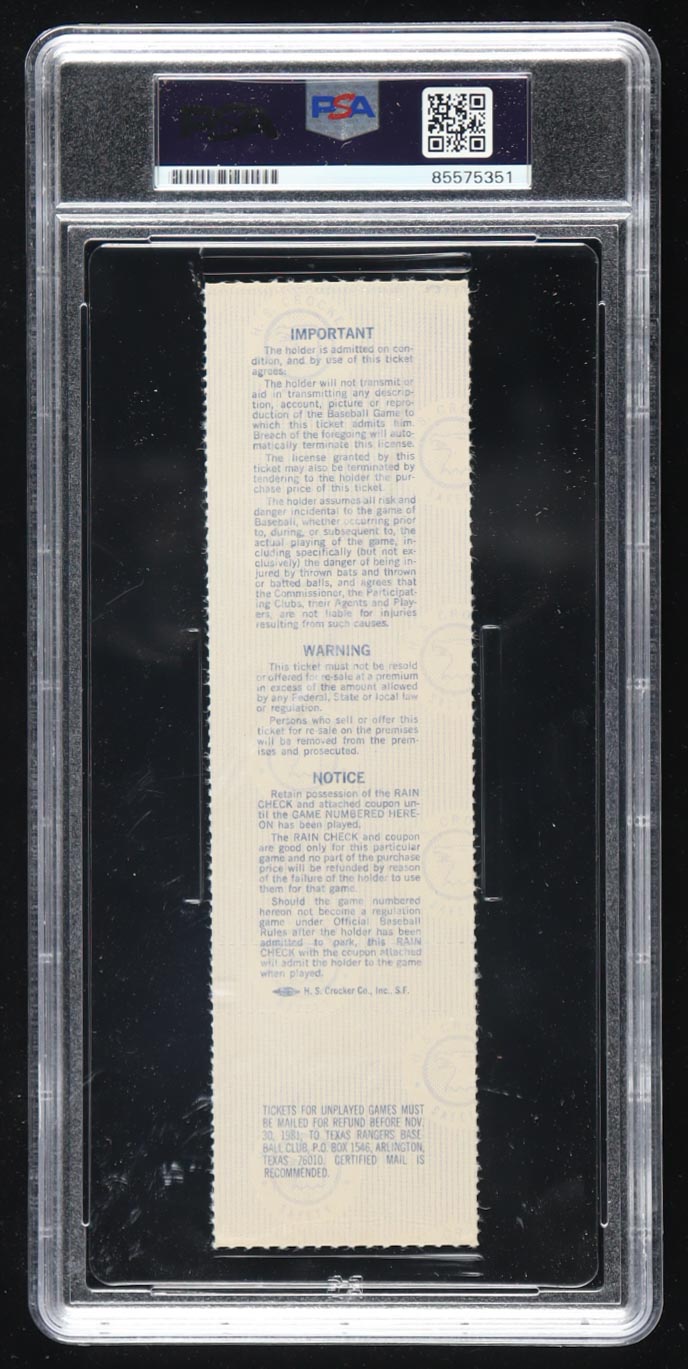 PSA
PSA
85575351
H.S. CROCKER
IMPORTANT
The holder is admitted on con-
dition, and by use of this ticket
agrees:
The holder will not transmit or
aid in transmitting any descrip-
tion, account, picture or repro-
duction of the Baseball Game to
which this ticket admits him.
Breach of the foregoing will auto-
matically terminate this license.
The license granted by this
ticket may also be terminated by
tendering to the holder the pur-
chase price of this ticket.
The holder assumes all risk and
danger incidental to the game of
Baseball, whether occurring prior
to, during, or subsequent to, the
actual playing of the game, in-
cluding specifically (but not ex-
clusively) the danger of being in-
jured by thrown bats and thrown
or batted balls, and agrees that
the Commissioner, the Participat-
ing Clubs, their Agents and Play-
ers, are not liable for injuries
resulting from such causes.
WARNING
This ticket must not be resold
or offered for re-sale at a premium
in excess of the amount allowed
by any Federal, State or local law
or regulation.
Persons who sell or offer this
ticket for re-sale on the premises
will be removed from the prem-
ises and prosecuted.
NOTICE
Retain possession of the RAIN
CHECK and attached coupon un-
til the GAME NUMBERED HERE-
ON has been played.
The RAIN CHECK and coupon
are good only for this particular
game and no part of the purchase
price will be refunded by reason
of the failure of the holder to use
them for that game.
Should the game numbered
hereon not become a regulation
game under Official Baseball
Rules after the holder has been
admitted to park, this RAIN
CHECK with the coupon attached
will admit the holder to the game
when played.
H. S. Crocker Co., Inc., S.F.
TICKETS FOR UNPLAYED GAMES MUST
BE MAILED FOR REFUND BEFORE NOV.
30, 1981, TO TEXAS RANGERS BASE
BALL CLUB, P.O. BOX 1546, ARLINGTON,
TEXAS 76010. CERTIFIED MAIL IS
RECOMMENDED.